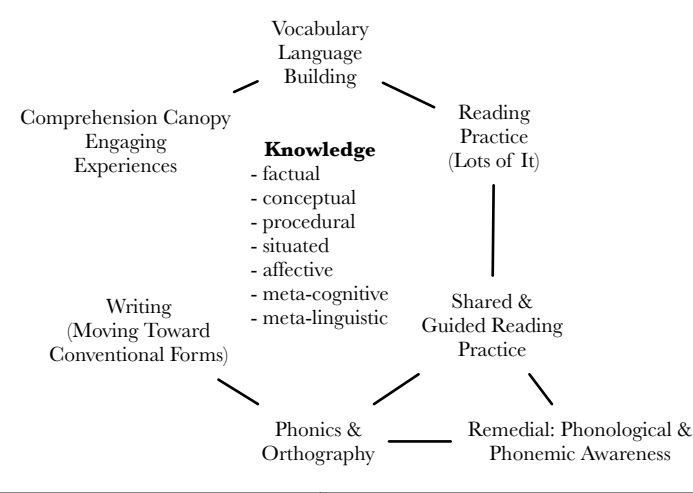 Vocabulary
Language
Building
Comprehension Canopy
Engaging
Experiences
Reading
Practice
(Lots of It)
Knowledge
- factual
- conceptual
- procedural
- situated
- affective
- meta-cognitive
- meta-linguistic
Writing
(Moving Toward
Conventional Forms)
Shared &
Guided Reading
Practice
Phonics &
Orthography
Remedial: Phonological &
Phonemic Awareness